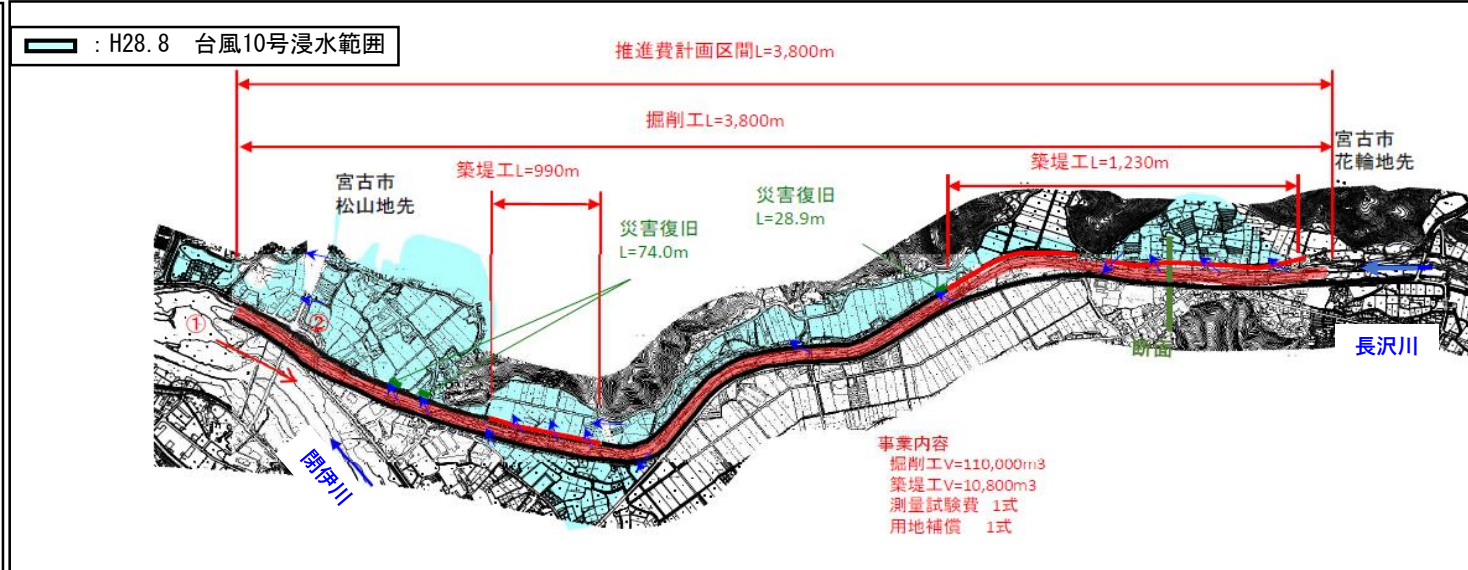 ：H28.8　台風10号浸水範囲
推進費計画区間L=3,800m
掘削工L=3,800m
築堤工L=990m
築堤工L=1,230m
宮古市
花輪地先
宮古市
松山地先
災害復旧
L=74.0m
災害復旧
L=28.9m
①
②
断面
長沢川
閉伊川
事業内容
掘削工V=110,000m3
築堤工V=10,800m3
測量試験費　1式
用地補償　1式